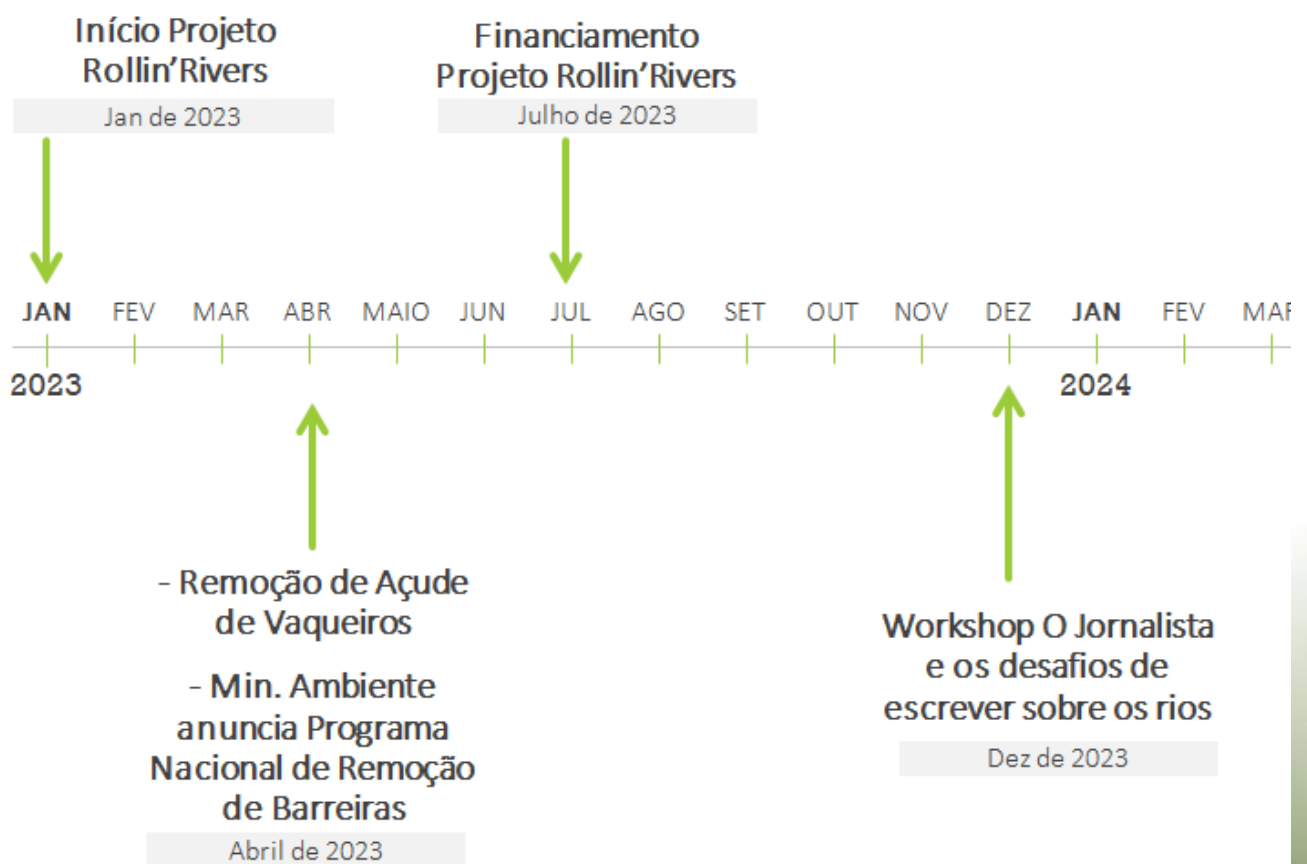 Início Projeto
Rollin'Rivers
Jan de 2023
Financiamento
Projeto Rollin'Rivers
Julho de 2023
JAN FEV MAR ABR MAIO JUN JUL AGO SET OUT NOV DEZ JAN FEV MAR
2023 2024
- Remoção de Açude
de Vaqueiros
- Min. Ambiente
anuncia Programa
Nacional de Remoção
de Barreiras
Abril de 2023
Workshop O Jornalista
e os desafios de
escrever sobre os rios
Dez de 2023